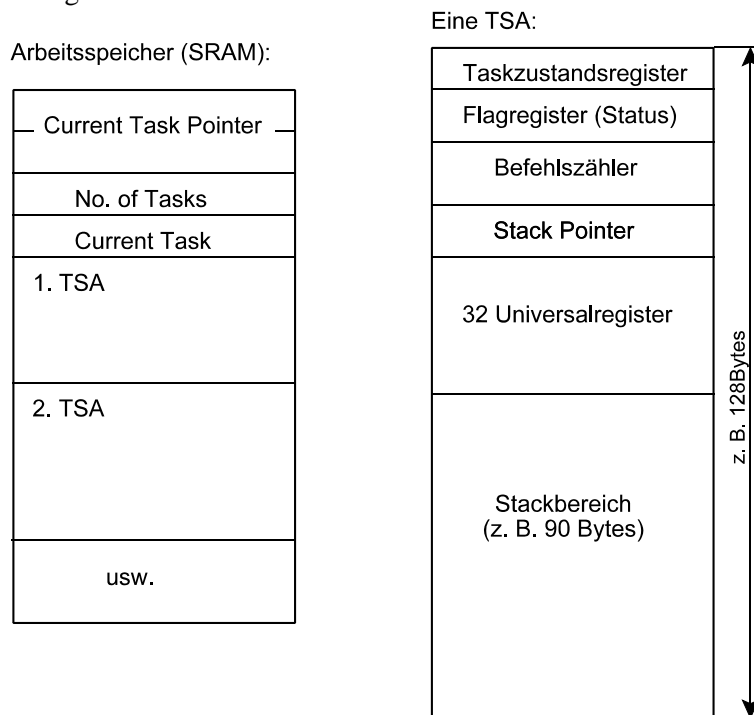 Arbeitsspeicher (SRAM):
Current Task Pointer
No. of Tasks
Current Task
1. TSA
2. TSA
usw.
Eine TSA:
Taskzustandsregister
Flagregister (Status)
Befehlszähler
Stack Pointer
32 Universalregister
Stackbereich
(z. B. 90 Bytes)
z. B. 128Bytes